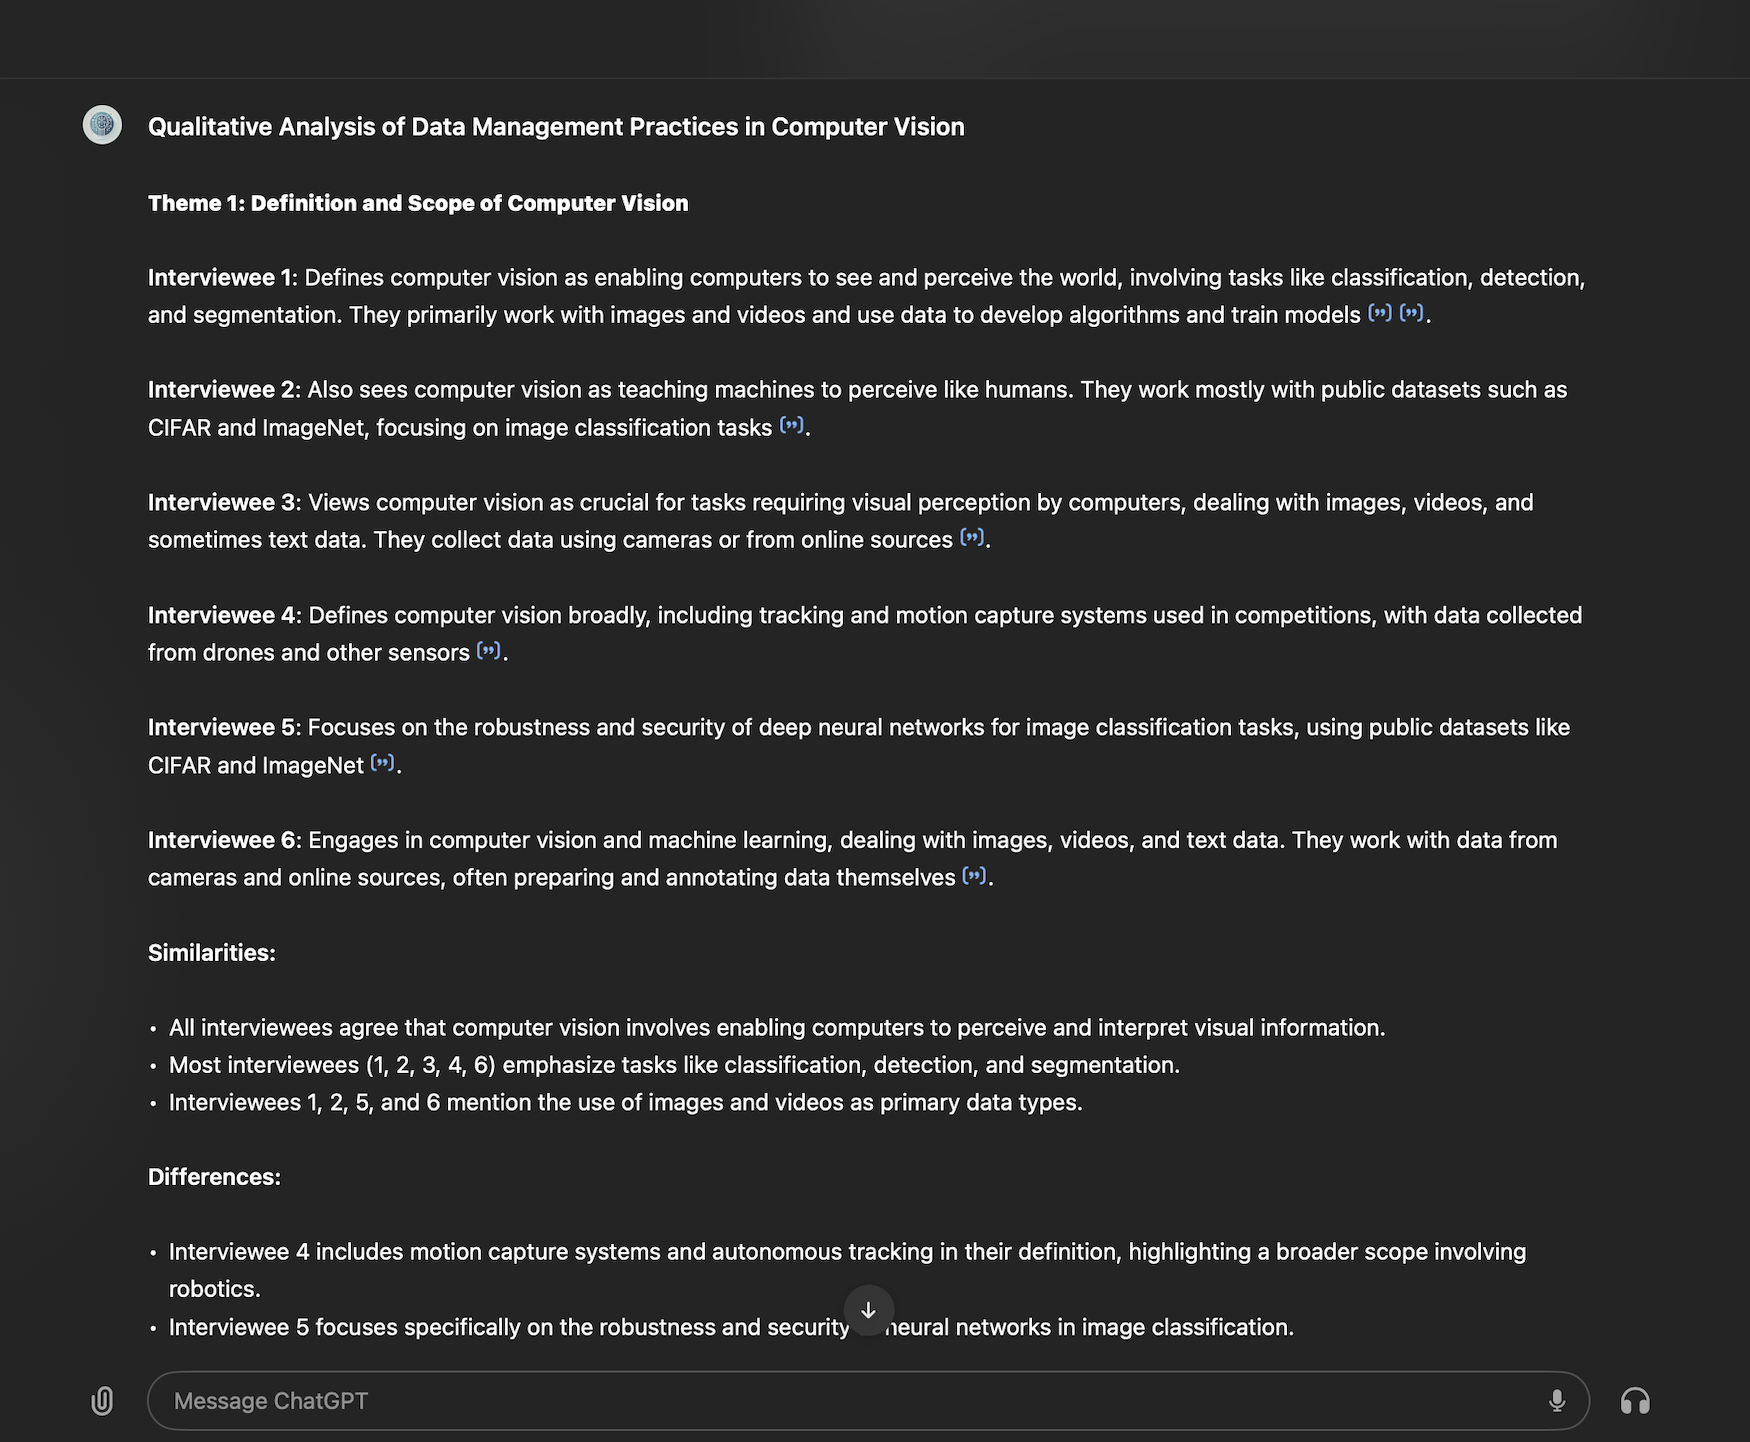 Qualitative Analysis of Data Management Practices in Computer Vision
Theme 1: Definition and Scope of Computer Vision
Interviewee 1: Defines computer vision as enabling computers to see and perceive the world, involving tasks like classification, detection,
and segmentation. They primarily work with images and videos and use data to develop algorithms and train models (”) (”).
Interviewee 2: Also sees computer vision as teaching machines to perceive like humans. They work mostly with public datasets such as
CIFAR and ImageNet, focusing on image classification tasks (”).
Interviewee 3: Views computer vision as crucial for tasks requiring visual perception by computers, dealing with images, videos, and
sometimes text data. They collect data using cameras or from online sources (”).
Interviewee 4: Defines computer vision broadly, including tracking and motion capture systems used in competitions, with data collected
from drones and other sensors (”).
Interviewee 5: Focuses on the robustness and security of deep neural networks for image classification tasks, using public datasets like
CIFAR and ImageNet (”).
Interviewee 6: Engages in computer vision and machine learning, dealing with images, videos, and text data. They work with data from
cameras and online sources, often preparing and annotating data themselves (”).
Similarities:
• All interviewees agree that computer vision involves enabling computers to perceive and interpret visual information.
• Most interviewees (1, 2, 3, 4, 6) emphasize tasks like classification, detection, and segmentation.
• Interviewees 1, 2, 5, and 6 mention the use of images and videos as primary data types.
Differences:
• Interviewee 4 includes motion capture systems and autonomous tracking in their definition, highlighting a broader scope involving
robotics.
• Interviewee 5 focuses specifically on the robustness and security neural networks in image classification.
Message ChatGPT